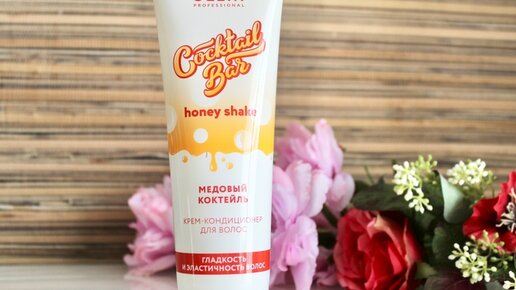 PROFESSIONAL
Cocktail
Bar
honey shake
МЕДОВЫЙ
КОКТЕЙЛЬ
КРЕМ-КОНДИЦИОНЕР
ДЛЯ ВОЛОС
ГЛАДКОСТЬ
И ЭЛАСТИЧНОСТЬ ВОЛОС